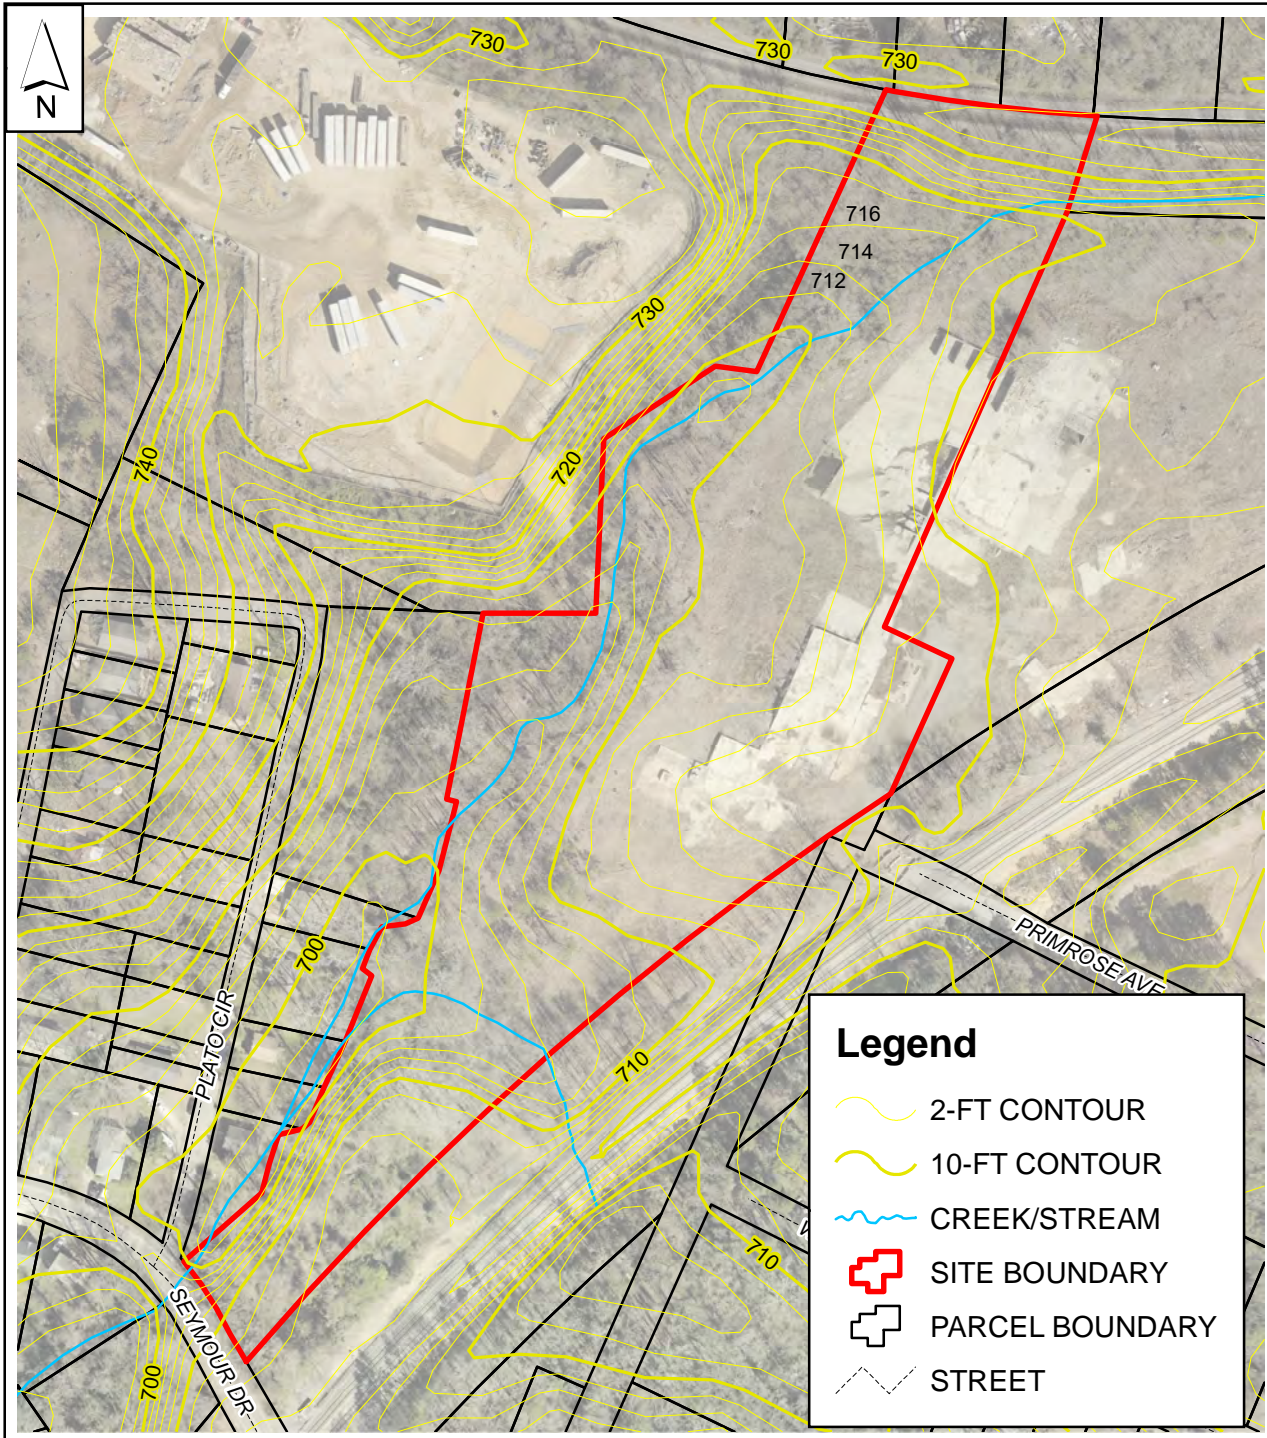 N
730
730
730
716
714
712
730
720
740
700
PLATO CIR
PRIMROSE AVE
710
710
SEYMOUR DR
700
W
Legend
2-FT CONTOUR
10-FT CONTOUR
CREEK/STREAM
SITE BOUNDARY
PARCEL BOUNDARY
STREET